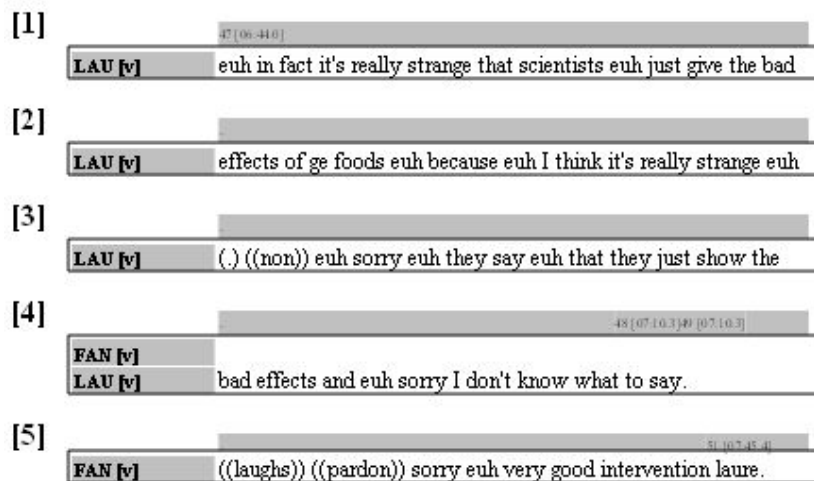 [1]
47 [06:44.0]
LAU [v] euh in fact it's really strange that scientists euh just give the bad
[2]
LAU [v] effects of ge foods euh because euh I think it's really strange euh
[3]
LAU [v] (.) ((non)) euh sorry euh they say euh that they just show the
[4]
48 [07:10.3]49 [07:10.3]
FAN [v]
LAU [v] bad effects and euh sorry I don't know what to say.
[5]
51 [07:45.4]
FAN [v] ((laughs)) ((pardon)) sorry euh very good intervention laure.